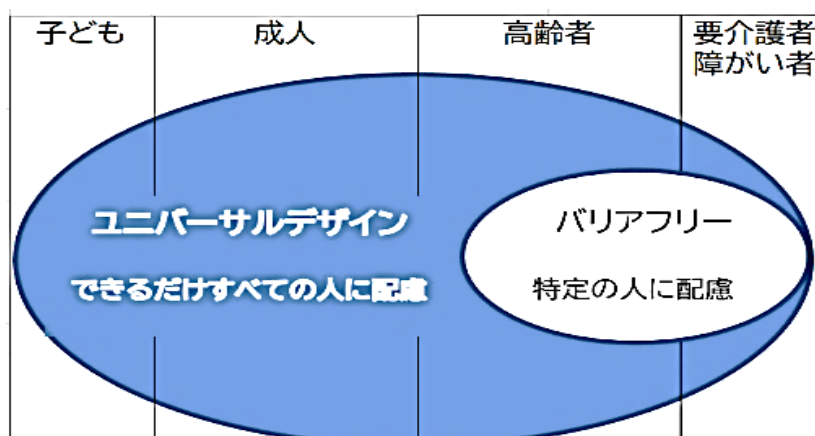 子ども
成人
高齢者
要介護者
障がい者
ユニバーサルデザイン
できるだけすべての人に配慮
バリアフリー
特定の人に配慮